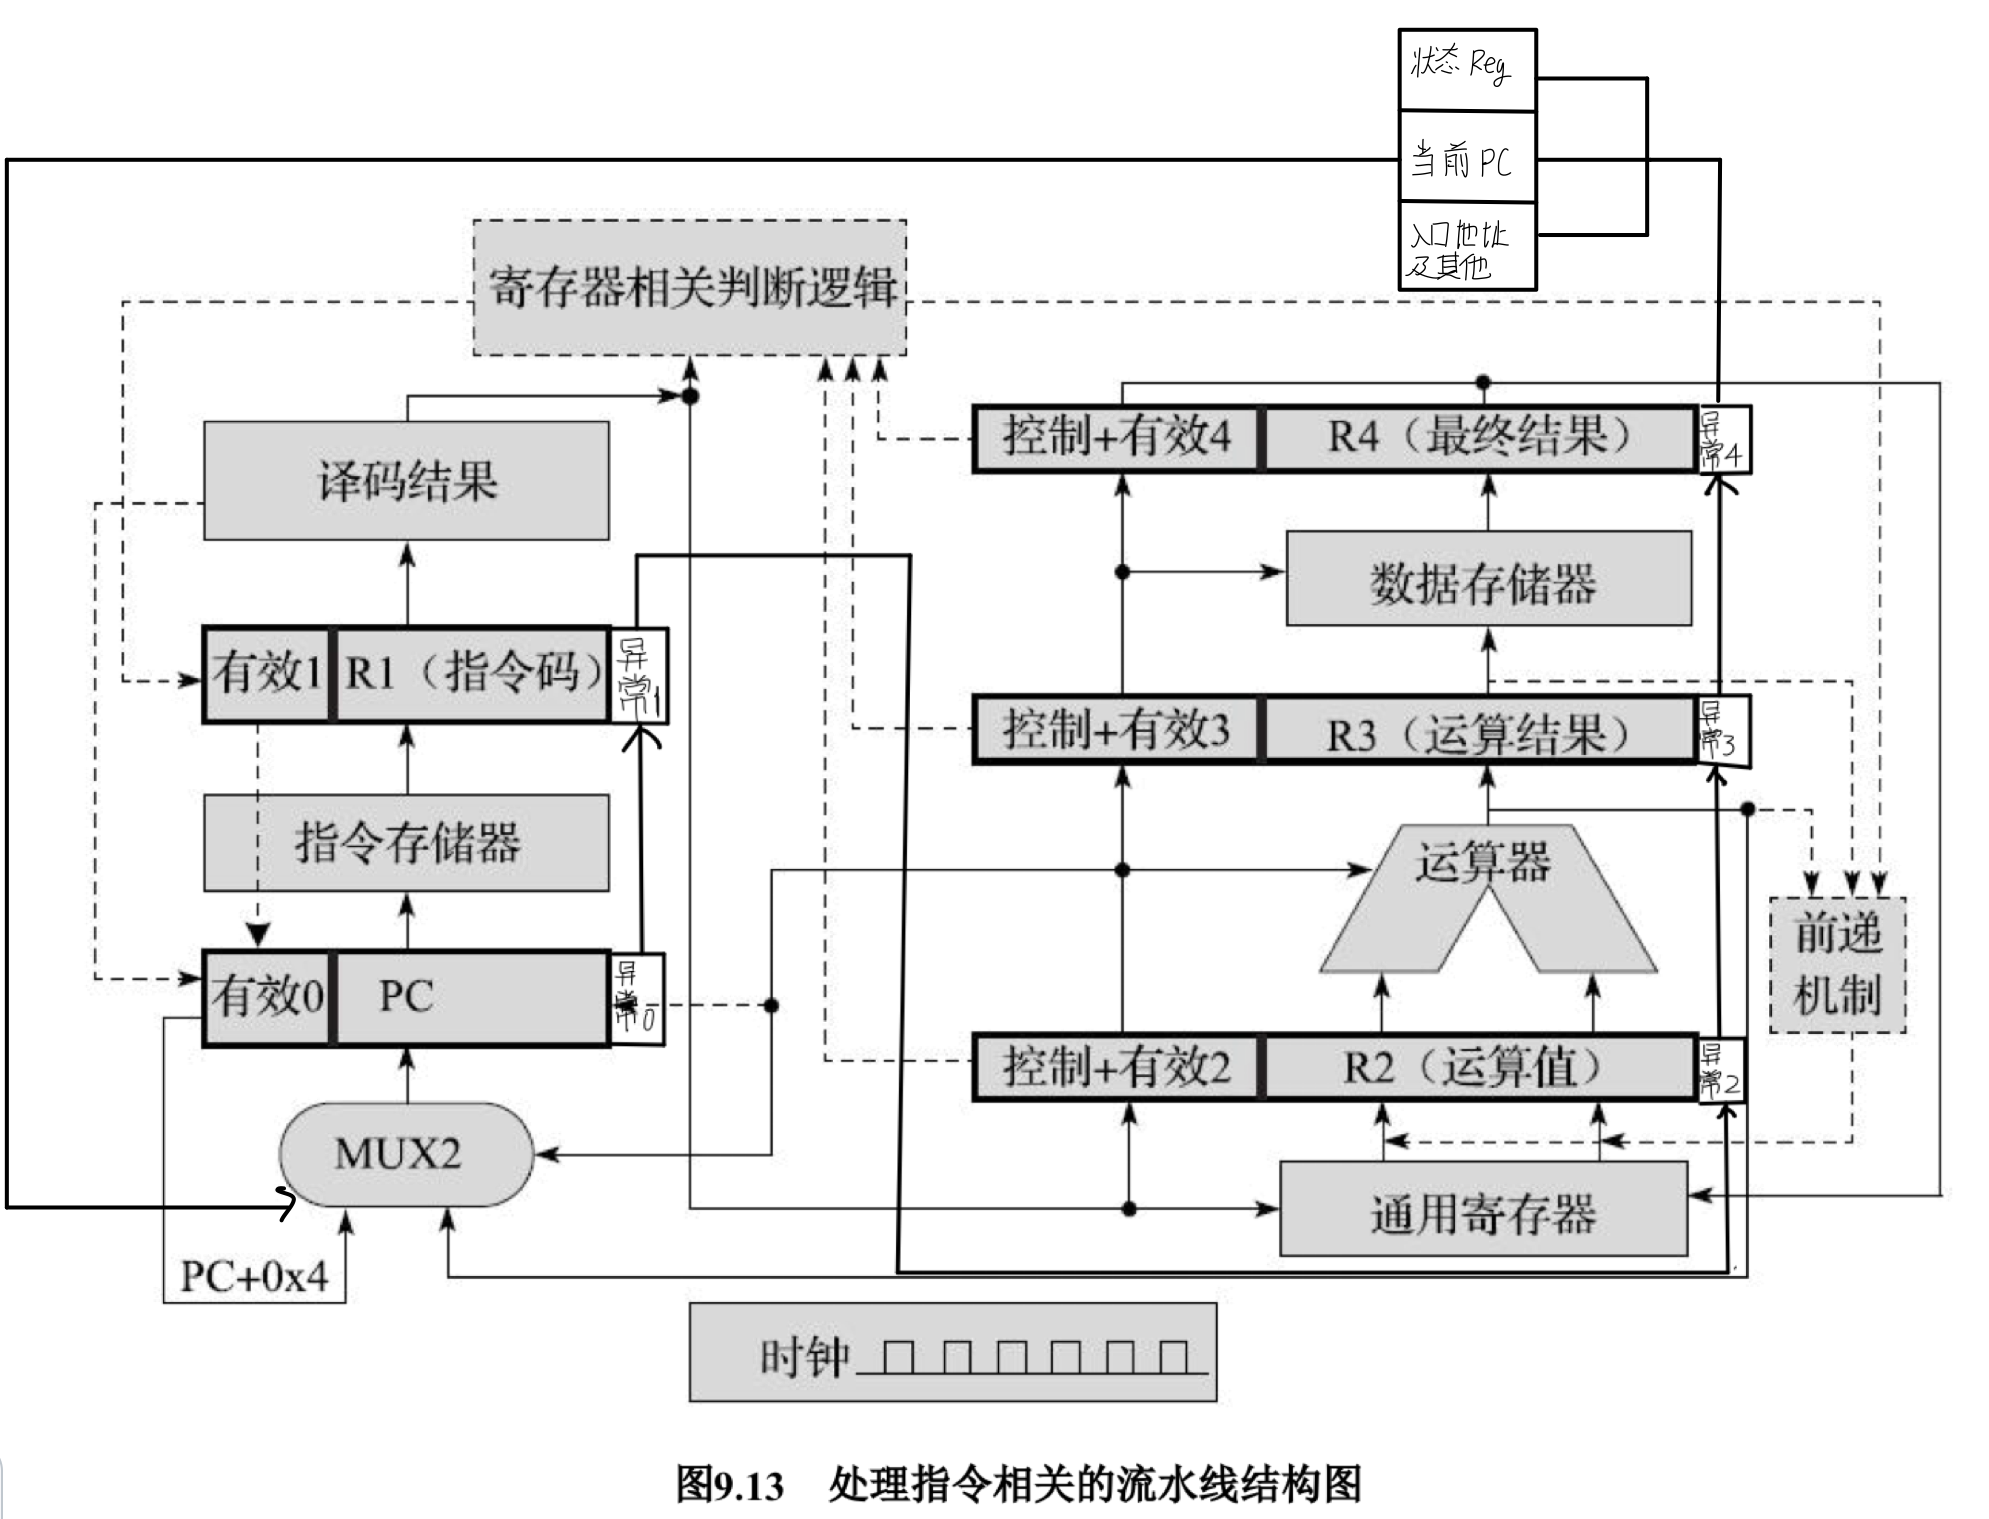 状态 Reg
当前 PC
入口地址
及其他
寄存器相关判断逻辑
译码结果
有效1
R1（指令码）
异
常1
指令存储器
有效0
PC
异
常0
MUX2
PC+0x4
控制+有效4
R4（最终结果）
异
常4
数据存储器
控制+有效3
R3（运算结果）
异
常3
运算器
前递
机制
控制+有效2
R2（运算值）
异
常2
通用寄存器
时钟
图9.13 处理指令相关的流水线结构图